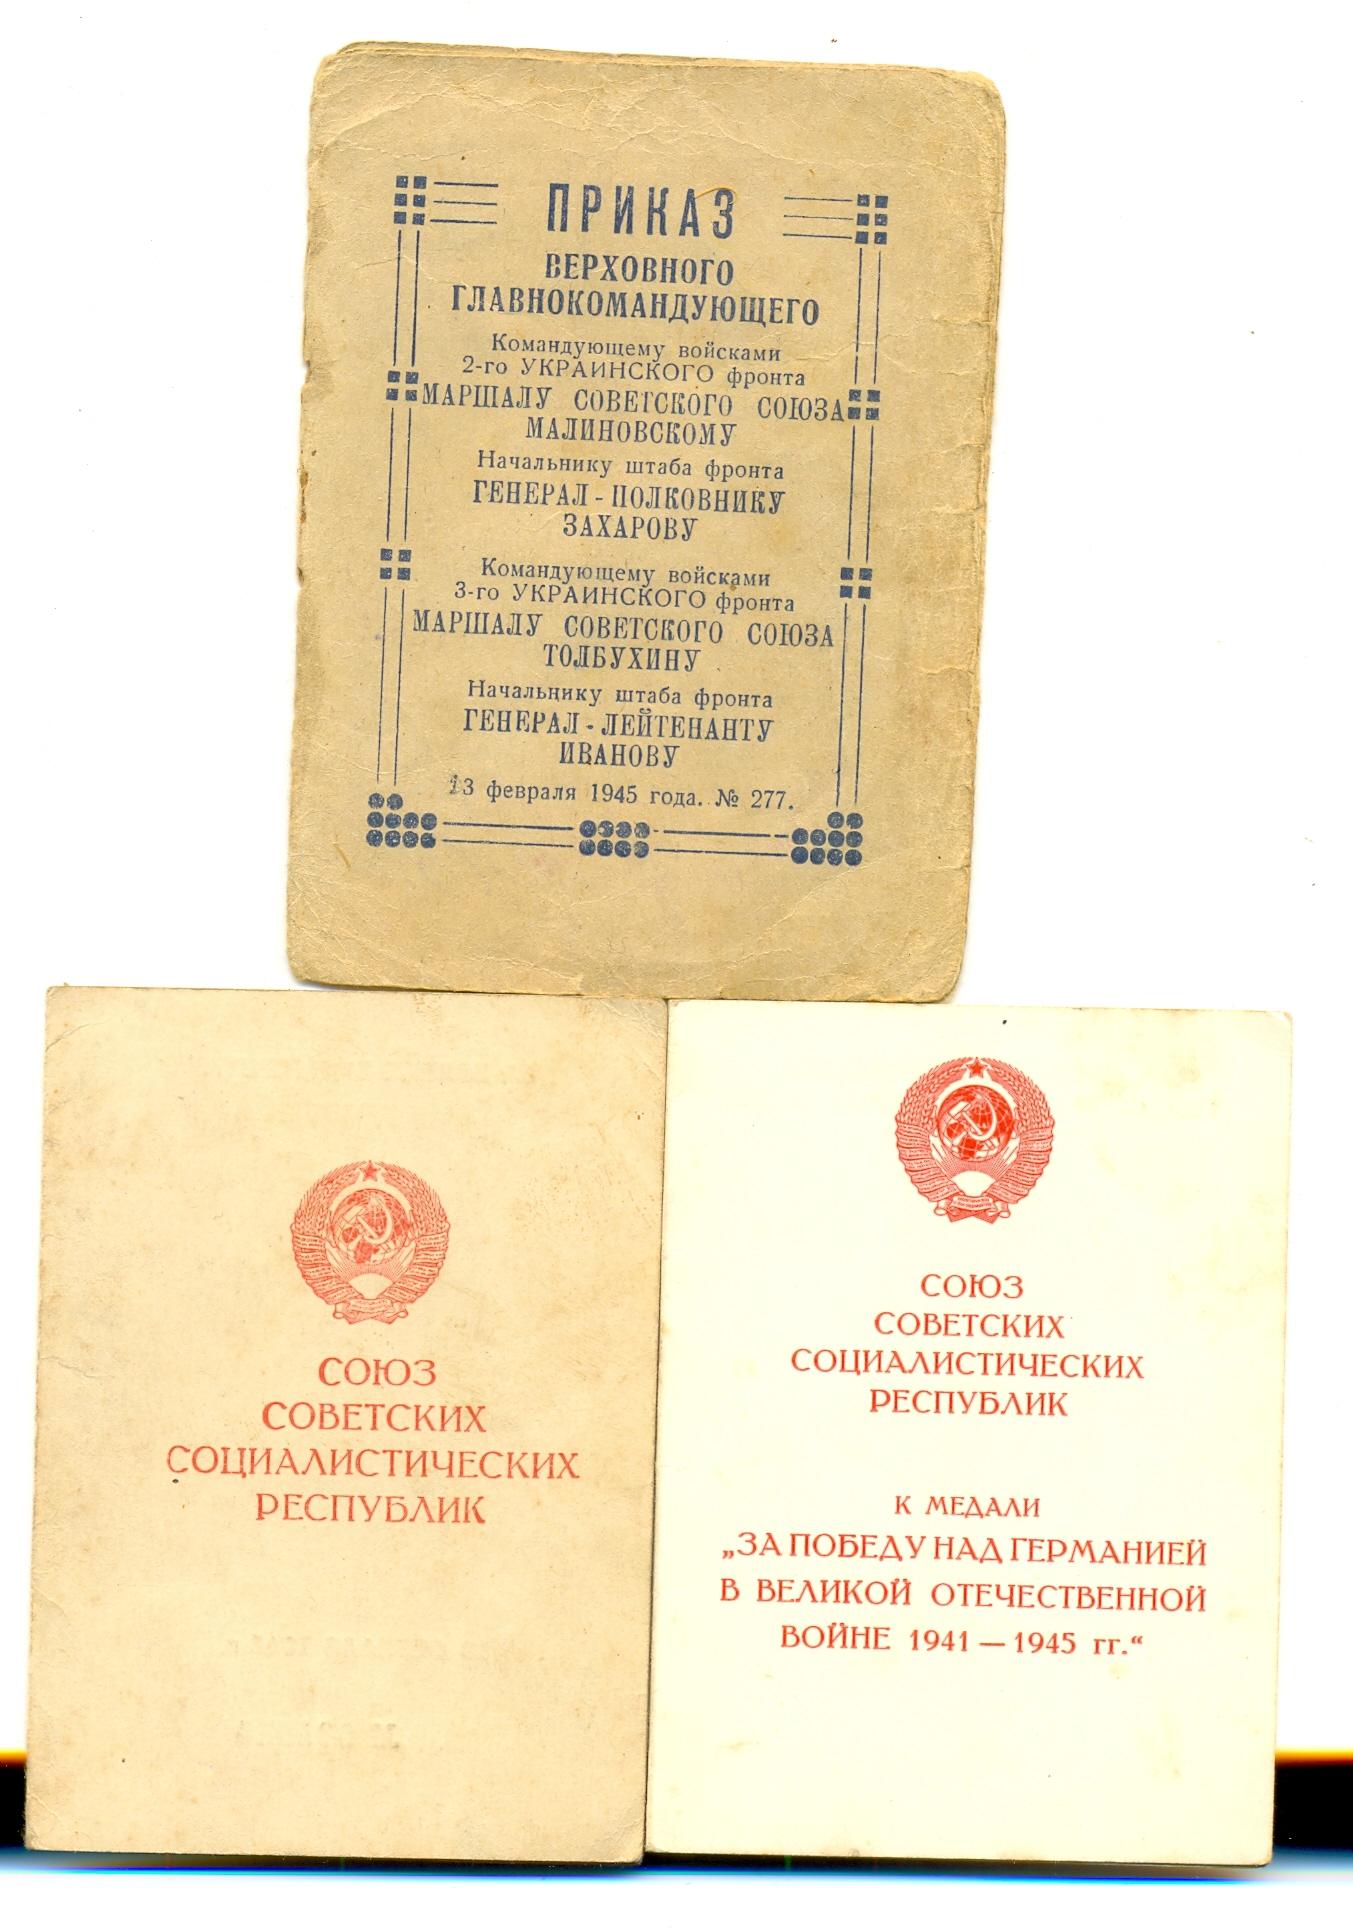 ПРИКАЗ
ВЕРХОВНОГО
ГЛАВНОКОМАНДУЮЩЕГО
Командующему войсками
2-го УКРАИНСКОГО фронта
МАРШАЛУ СОВЕТСКОГО СОЮЗА
МАЛИНОВСКОМУ
Начальнику штаба фронта
ГЕНЕРАЛ-ПОЛКОВНИКУ
ЗАХАРОВУ
Командующему войсками
3-го УКРАИНСКОГО фронта
МАРШАЛУ СОВЕТСКОГО СОЮЗА
ТОЛБУХИНУ
Начальнику штаба фронта
ГЕНЕРАЛ-ЛЕЙТЕНАНТУ
ИВАНОВУ
13 февраля 1945 года. № 277.
СОЮЗ
СОВЕТСКИХ
СОЦИАЛИСТИЧЕСКИХ
РЕСПУБЛИК
СОЮЗ
СОВЕТСКИХ
СОЦИАЛИСТИЧЕСКИХ
РЕСПУБЛИК
К МЕДАЛИ
„ЗА ПОБЕДУ НАД ГЕРМАНИЕЙ
В ВЕЛИКОЙ ОТЕЧЕСТВЕННОЙ
ВОЙНЕ 1941 — 1945 гг.“